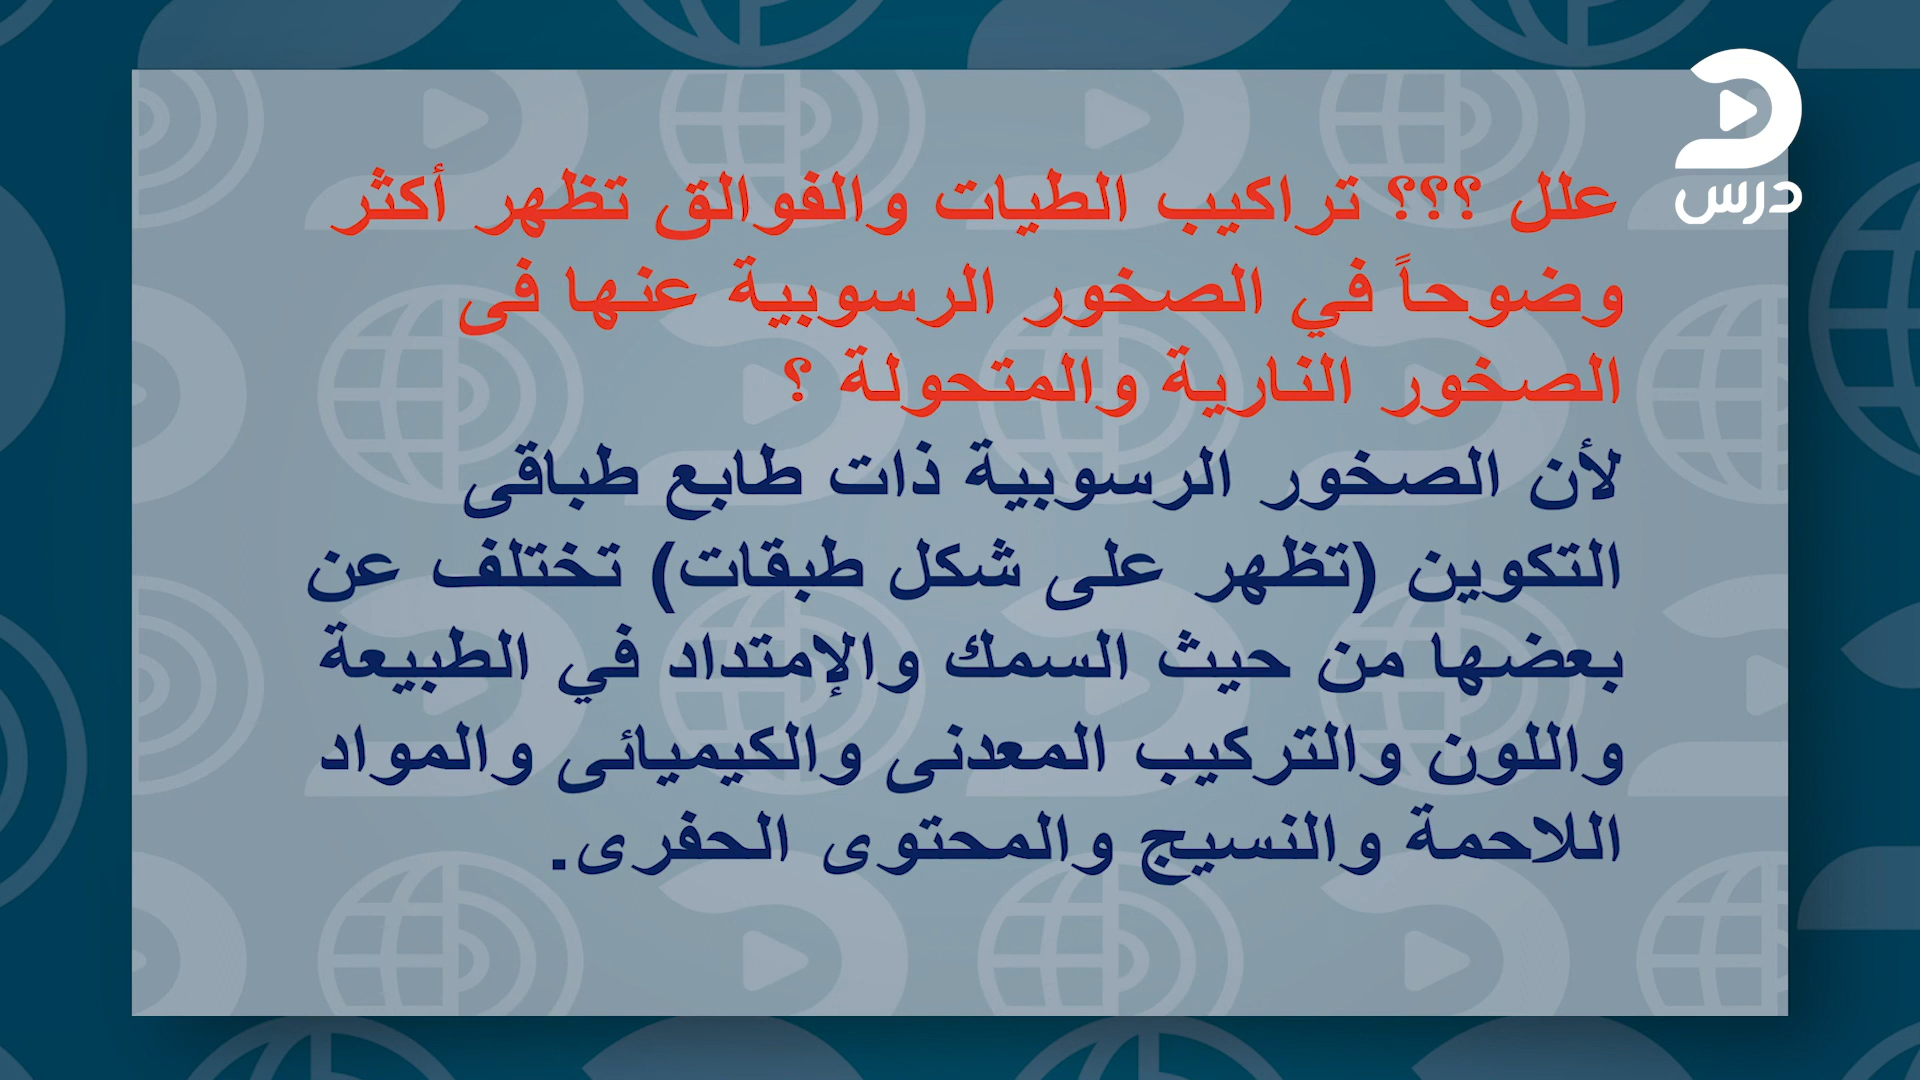 درس
علل ؟؟؟ تراكيب الطيات والفوالق تظهر أكثر
وضوحاً في الصخور الرسوبية عنها فى
الصخور النارية والمتحولة ؟
لأن الصخور الرسوبية ذات طابع طباقى
التكوين (تظهر على شكل طبقات) تختلف عن
بعضها من حيث السمك والإمتداد في الطبيعة
واللون والتركيب المعدنى والكيميائى والمواد
اللاحمة والنسيج والمحتوى الحفرى.